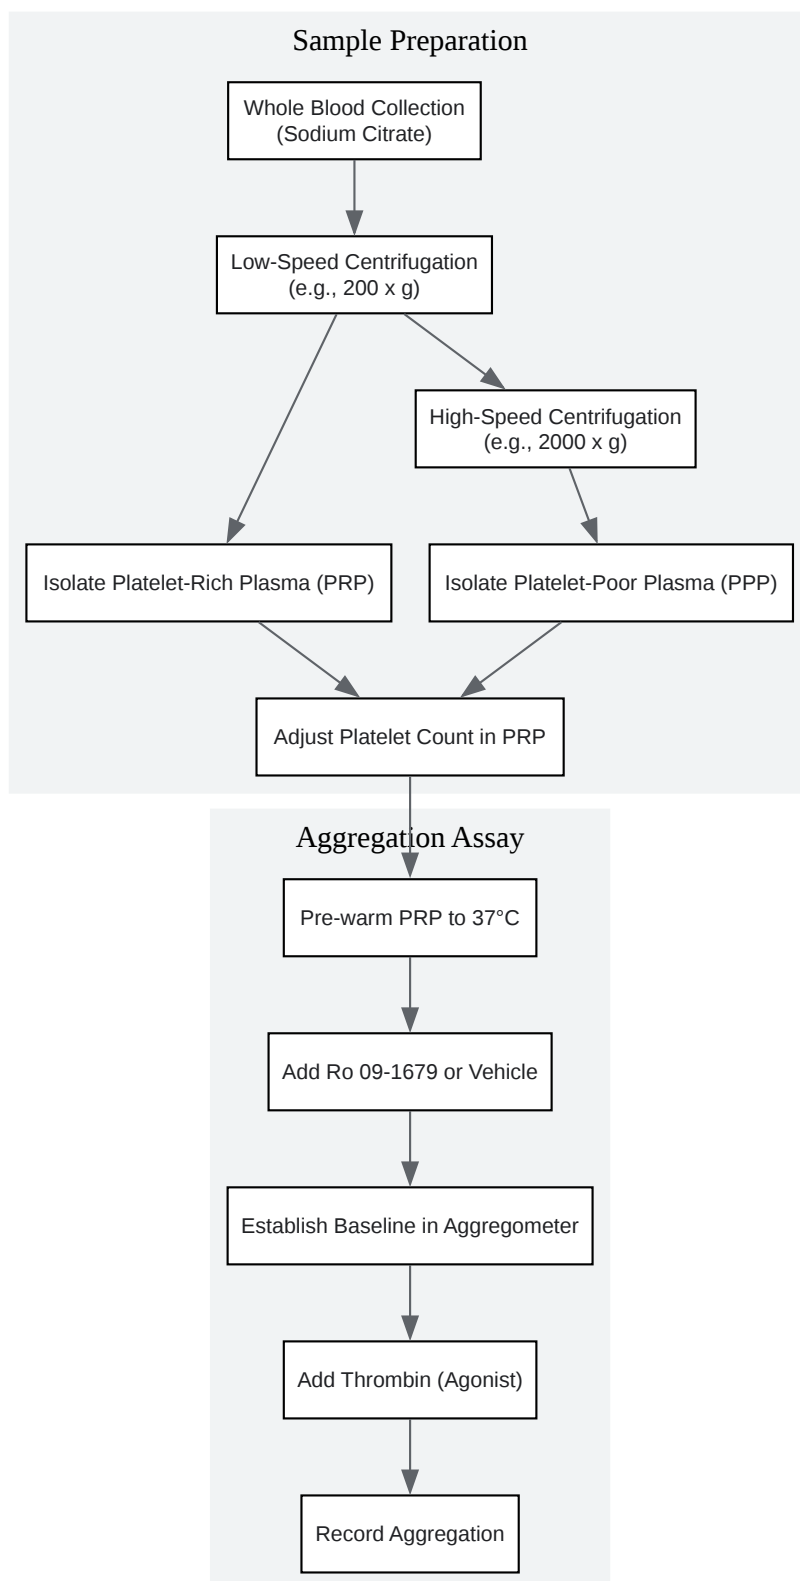 Sample Preparation
Whole Blood Collection
(Sodium Citrate)
Low-Speed Centrifugation
(e.g., 200 x g)
High-Speed Centrifugation
(e.g., 2000 x g)
Isolate Platelet-Rich Plasma (PRP)
Isolate Platelet-Poor Plasma (PPP)
Adjust Platelet Count in PRP
Aggregation Assay
Pre-warm PRP to 37°C
Add Ro 09-1679 or Vehicle
Establish Baseline in Aggregometer
Add Thrombin (Agonist)
Record Aggregation